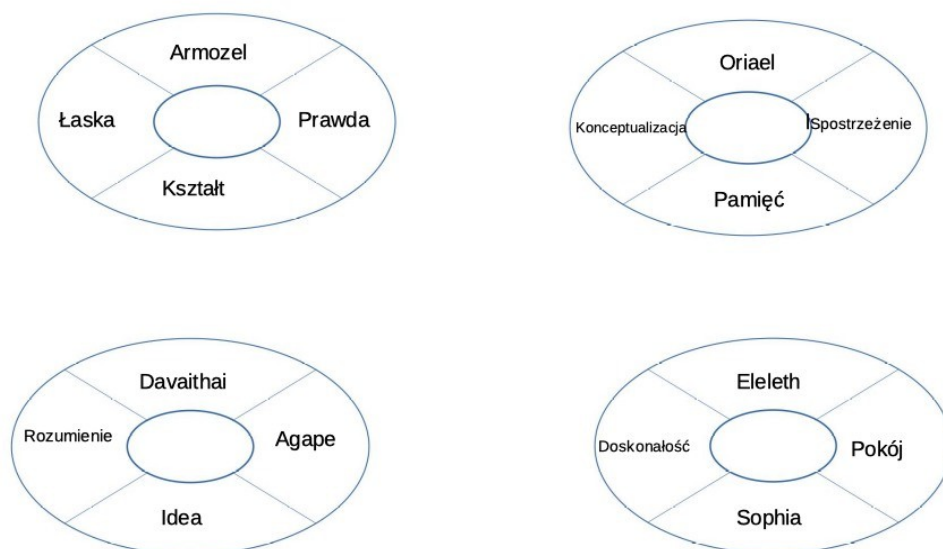 Armozel
Łaska
Prawda
Kształt
Oriael
Konceptualizacja
Spostrzeżenie
Pamięć
Davaithai
Rozumienie
Agape
Idea
Eleleth
Doskonałość
Pokój
Sophia